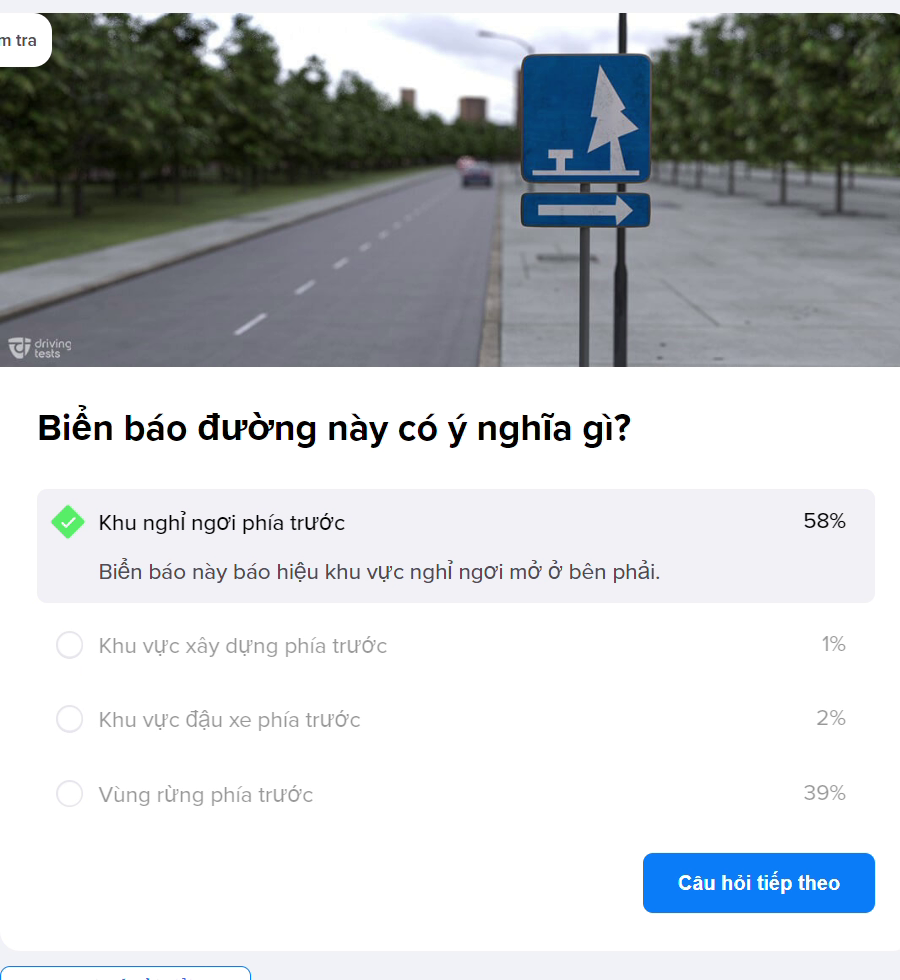 m tra
driving
tests
Biển báo đường này có ý nghĩa gì?
Khu nghỉ ngơi phía trước
58%
Biển báo này báo hiệu khu vực nghỉ ngơi mở ở bên phải.
Khu vực xây dựng phía trước
1%
Khu vực đậu xe phía trước
2%
Vùng rừng phía trước
39%
Câu hỏi tiếp theo